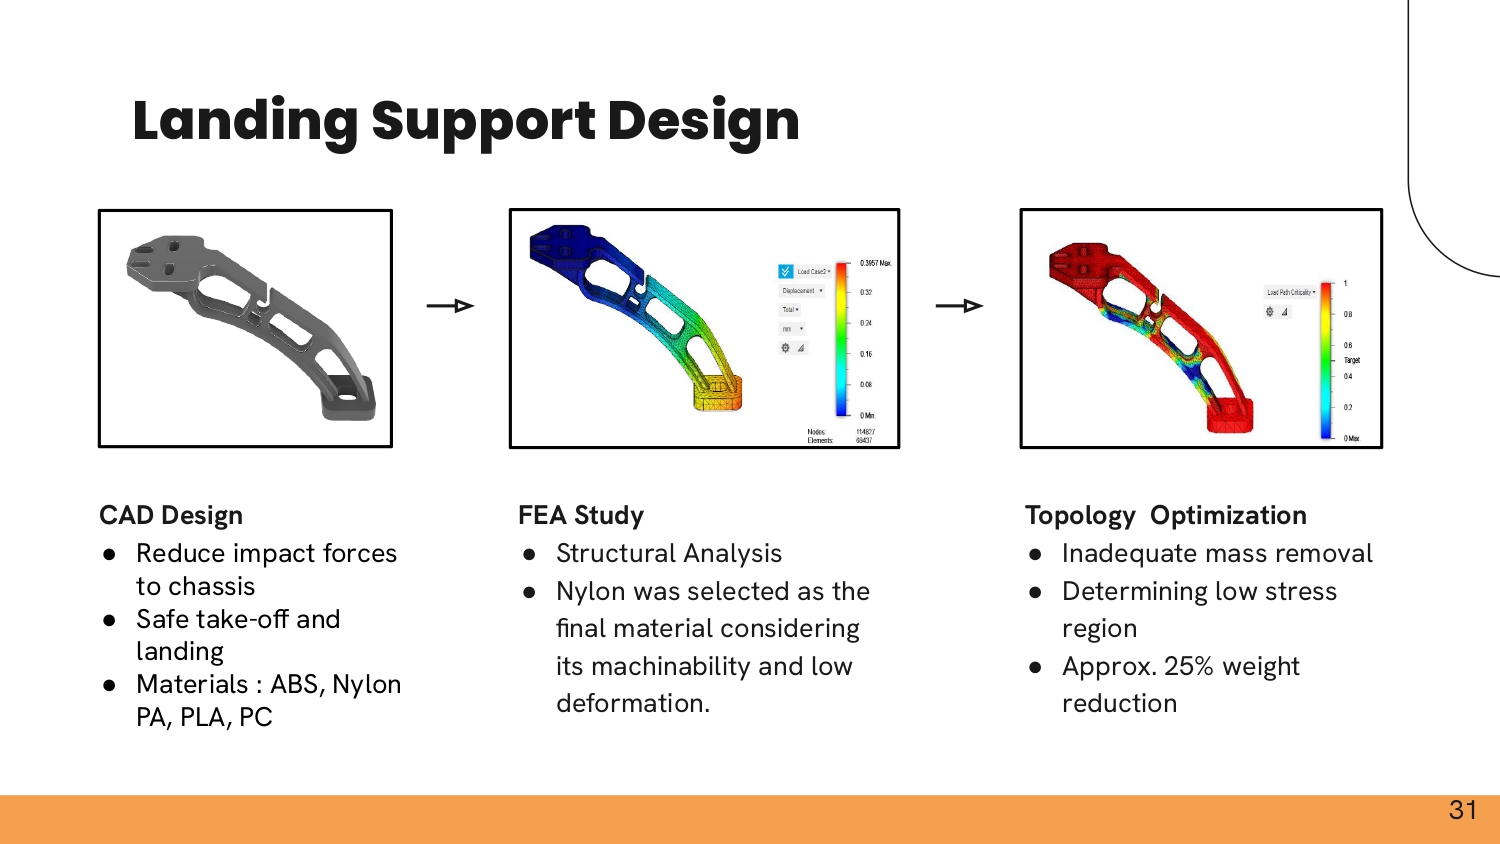 Landing Support Design
Load Case2
Displacement
Total
mm
0.3957 Max.
0.32
0.24
0.16
0.08
0 Min.
Nodes: 114827
Elements: 68437
Load Path Criticality
1
0.8
0.6
Target
0.4
0.2
0 Max.
CAD Design
● Reduce impact forces
to chassis
● Safe take-off and
landing
● Materials : ABS, Nylon
PA, PLA, PC
FEA Study
● Structural Analysis
● Nylon was selected as the
final material considering
its machinability and low
deformation.
Topology Optimization
● Inadequate mass removal
● Determining low stress
region
● Approx. 25% weight
reduction
31